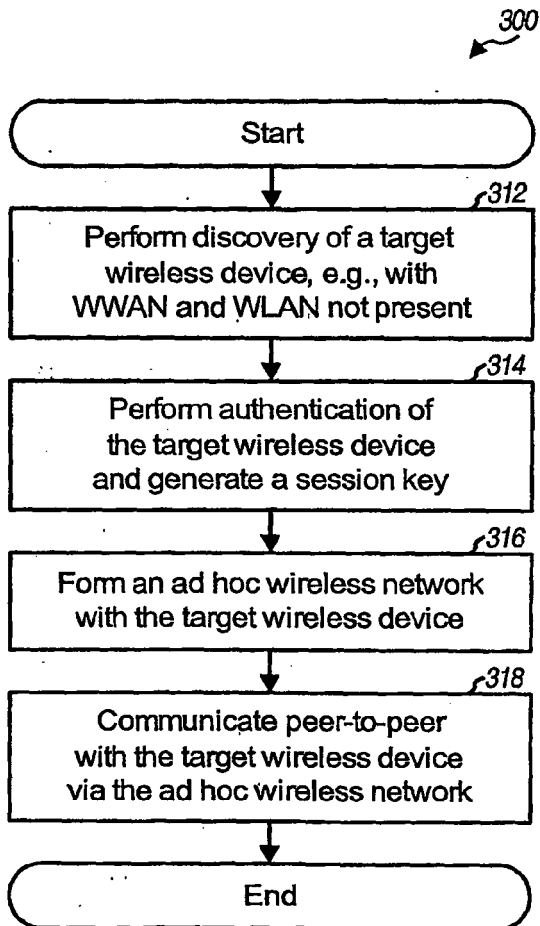 300
Start
312
Perform discovery of a target
wireless device, e.g., with
WWAN and WLAN not present
314
Perform authentication of
the target wireless device
and generate a session key
316
Form an ad hoc wireless network
with the target wireless device
318
Communicate peer-to-peer
with the target wireless device
via the ad hoc wireless network
End